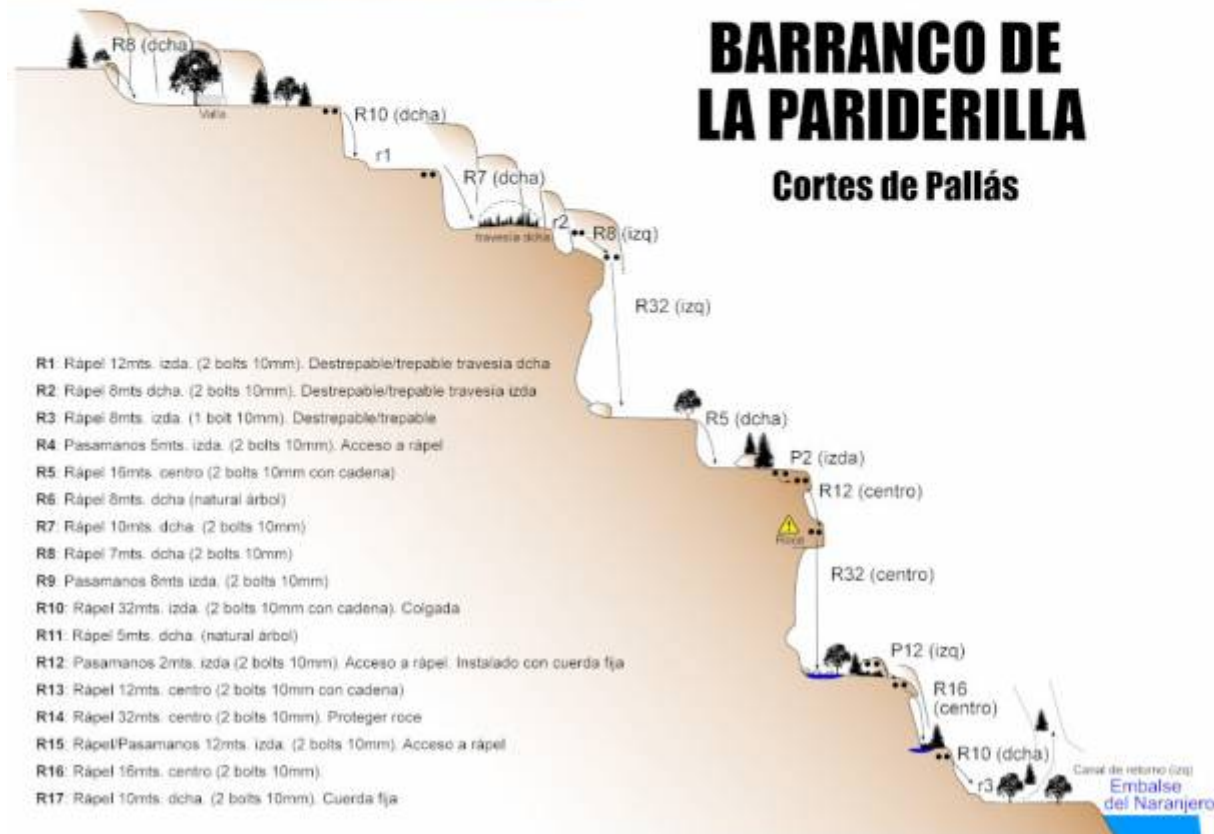 BARRANCO DE
LA PARIDERILLA
Cortes de Pallás
R8 (dcha)
Valla
R10 (dcha)
r1
R7 (dcha)
travesía dcha
r2
R8 (izq)
R32 (izq)
R5 (dcha)
P2 (izda)
R12 (centro)
Roce
R32 (centro)
P12 (izq)
R16
(centro)
R10 (dcha)
r3
Canal de retorno (izq)
Embalse
del Naranjero
R1: Rápel 12mts. izda. (2 bolts 10mm). Destrepable/trepable travesía dcha
R2: Rápel 8mts dcha. (2 bolts 10mm). Destrepable/trepable travesía izda
R3: Rápel 8mts. izda. (1 bolt 10mm). Destrepable/trepable
R4: Pasamanos 5mts. izda. (2 bolts 10mm). Acceso a rápel
R5: Rápel 16mts. centro (2 bolts 10mm con cadena)
R6: Rápel 8mts. dcha (natural árbol)
R7: Rápel 10mts. dcha. (2 bolts 10mm)
R8: Rápel 7mts. dcha (2 bolts 10mm)
R9: Pasamanos 8mts izda. (2 bolts 10mm)
R10: Rápel 32mts. izda. (2 bolts 10mm con cadena). Colgada
R11: Rápel 5mts. dcha. (natural árbol)
R12: Pasamanos 2mts. izda (2 bolts 10mm). Acceso a rápel. Instalado con cuerda fija
R13: Rápel 12mts. centro (2 bolts 10mm con cadena)
R14: Rápel 32mts. centro (2 bolts 10mm). Proteger roce
R15: Rápel/Pasamanos 12mts. izda. (2 bolts 10mm). Acceso a rápel
R16: Rápel 16mts. centro (2 bolts 10mm).
R17: Rápel 10mts. dcha. (2 bolts 10mm). Cuerda fija